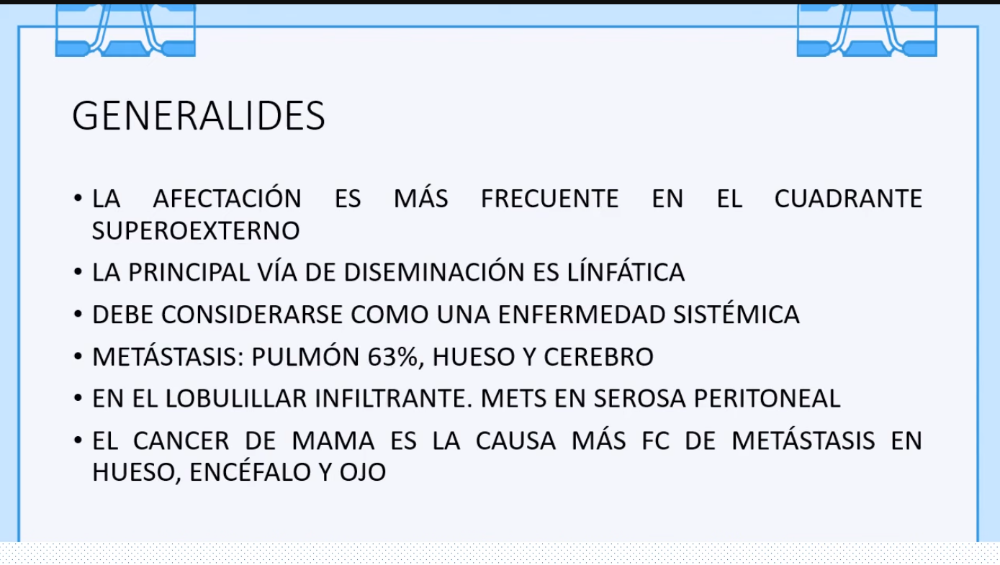 GENERALIDES
• LA AFECTACIÓN ES MÁS FRECUENTE EN EL CUADRANTE
SUPEROEXTERNO
• LA PRINCIPAL VÍA DE DISEMINACIÓN ES LÍNFÁTICA
• DEBE CONSIDERARSE COMO UNA ENFERMEDAD SISTÉMICA
• METÁSTASIS: PULMÓN 63%, HUESO Y CEREBRO
• EN EL LOBULILLAR INFILTRANTE. METS EN SEROSA PERITONEAL
• EL CANCER DE MAMA ES LA CAUSA MÁS FC DE METÁSTASIS EN
HUESO, ENCÉFALO Y OJO